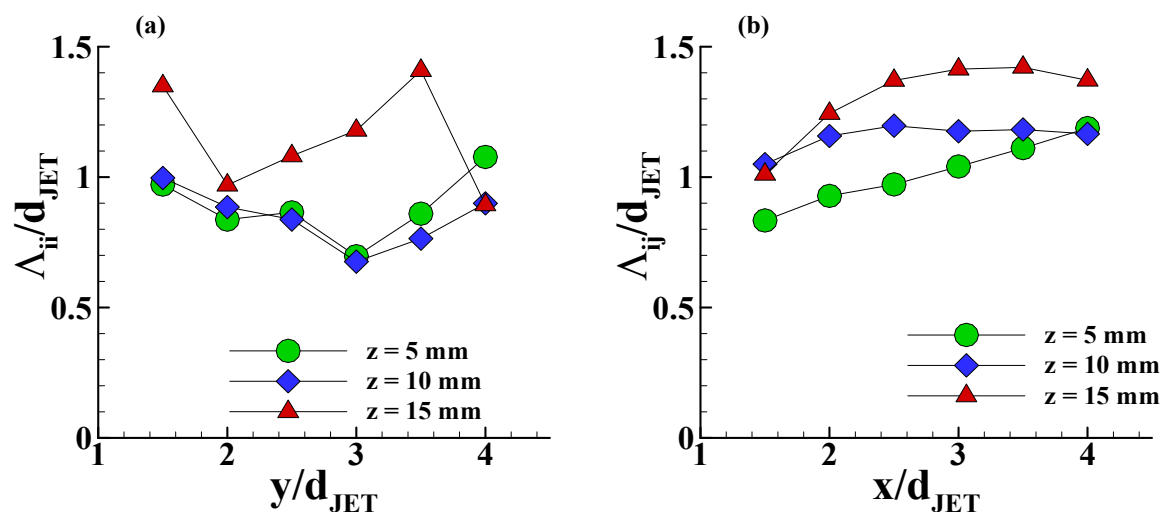 (a)
1.5
1
0.5
0
Λii/dJET
1 2 3 4
y/dJET
z = 5 mm
z = 10 mm
z = 15 mm
(b)
1.5
1
0.5
0
Λij/dJET
1 2 3 4
x/dJET
z = 5 mm
z = 10 mm
z = 15 mm